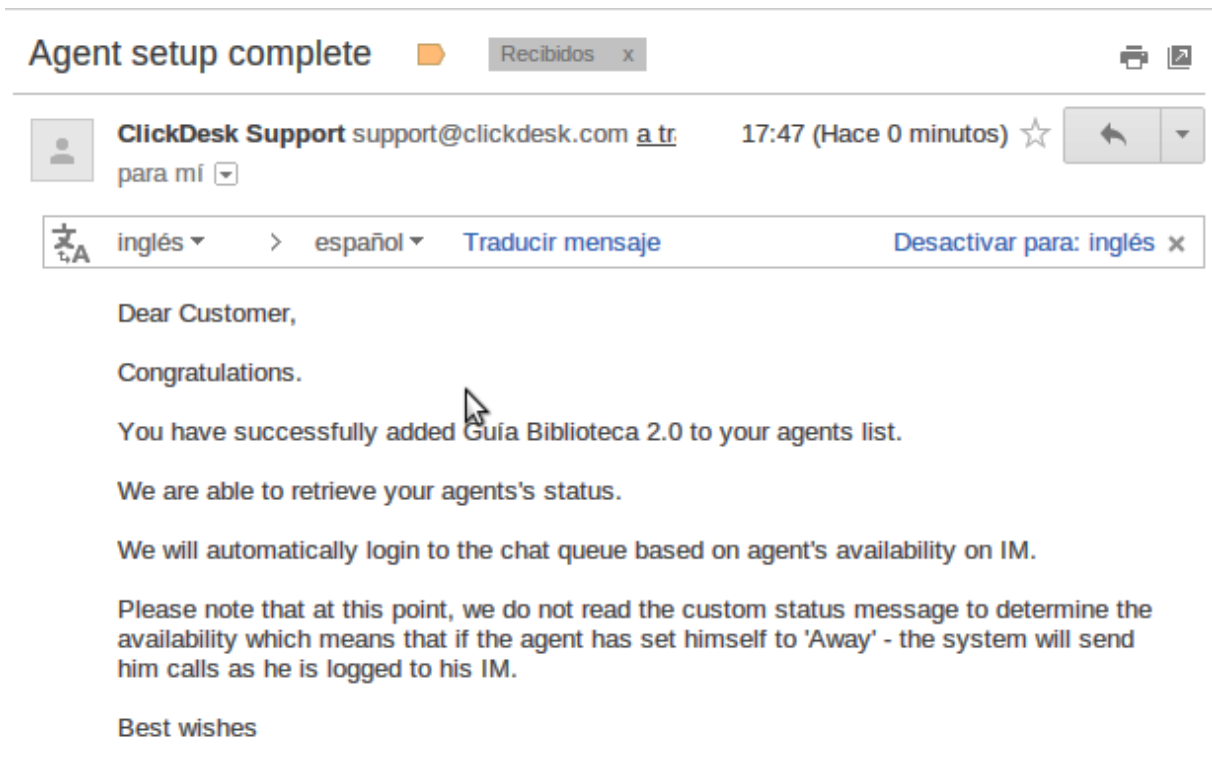 Agent setup complete Recibidos x
ClickDesk Support support@clickdesk.com a tr 17:47 (Hace 0 minutos)
para mí
inglés > español Traducir mensaje Desactivar para: inglés x
Dear Customer,
Congratulations.
You have successfully added Guía Biblioteca 2.0 to your agents list.
We are able to retrieve your agents's status.
We will automatically login to the chat queue based on agent's availability on IM.
Please note that at this point, we do not read the custom status message to determine the
availability which means that if the agent has set himself to 'Away' - the system will send
him calls as he is logged to his IM.
Best wishes